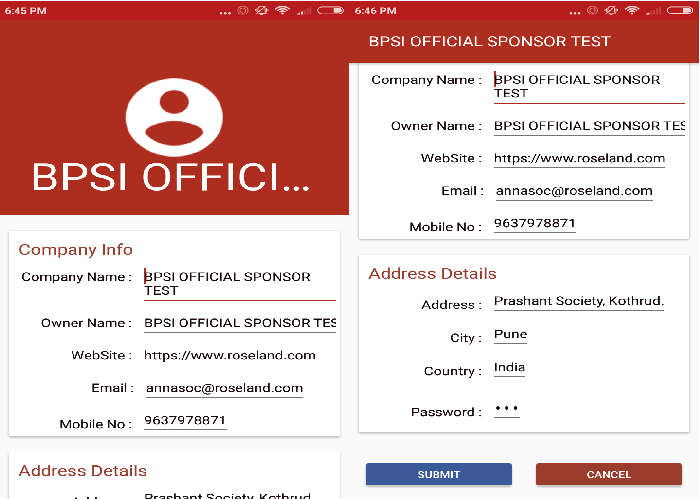 6:45 PM
BPSI OFFICI...
Company Info
Company Name :
BPSI OFFICIAL SPONSOR
TEST
Owner Name :
BPSI OFFICIAL SPONSOR TES
WebSite :
https://www.roseland.com
Email :
annasoc@roseland.com
Mobile No :
9637978871
Address Details
Prashant Society, Kothrud.
6:46 PM
BPSI OFFICIAL SPONSOR TEST
Company Name :
BPSI OFFICIAL SPONSOR
TEST
Owner Name :
BPSI OFFICIAL SPONSOR TES
WebSite :
https://www.roseland.com
Email :
annasoc@roseland.com
Mobile No :
9637978871
Address Details
Address :
Prashant Society, Kothrud.
City :
Pune
Country :
India
Password :
•••
SUBMIT
CANCEL